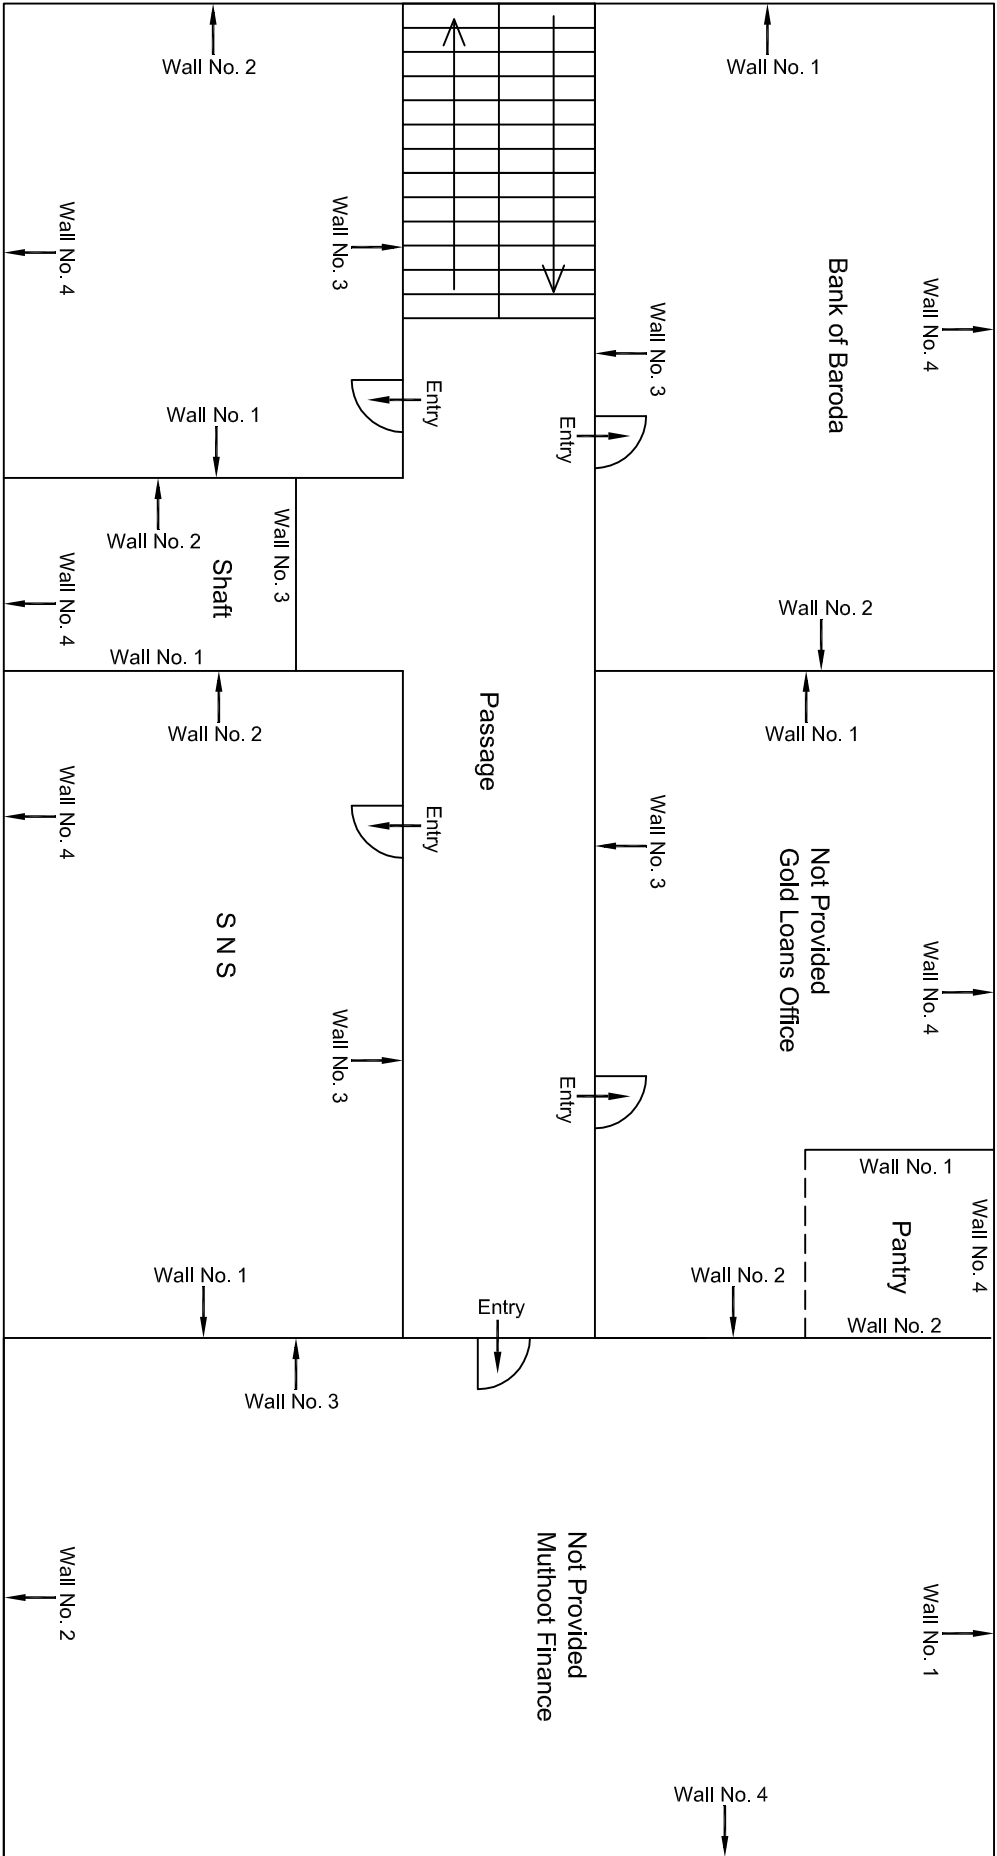 Wall No. 2
Wall No. 1
Wall No. 4
Wall No. 3
Bank of Baroda
Wall No. 4
Wall No. 3
Entry
Entry
Wall No. 1
Wall No. 2
Wall No. 3
Shaft
Wall No. 4
Wall No. 1
Wall No. 2
Passage
Wall No. 2
Wall No. 1
Wall No. 4
Entry
Wall No. 3
Not Provided
Gold Loans Office
S N S
Wall No. 4
Wall No. 3
Entry
Wall No. 1
Wall No. 4
Pantry
Wall No. 2
Wall No. 1
Wall No. 2
Entry
Wall No. 3
Not Provided
Muthoot Finance
Wall No. 2
Wall No. 1
Wall No. 4